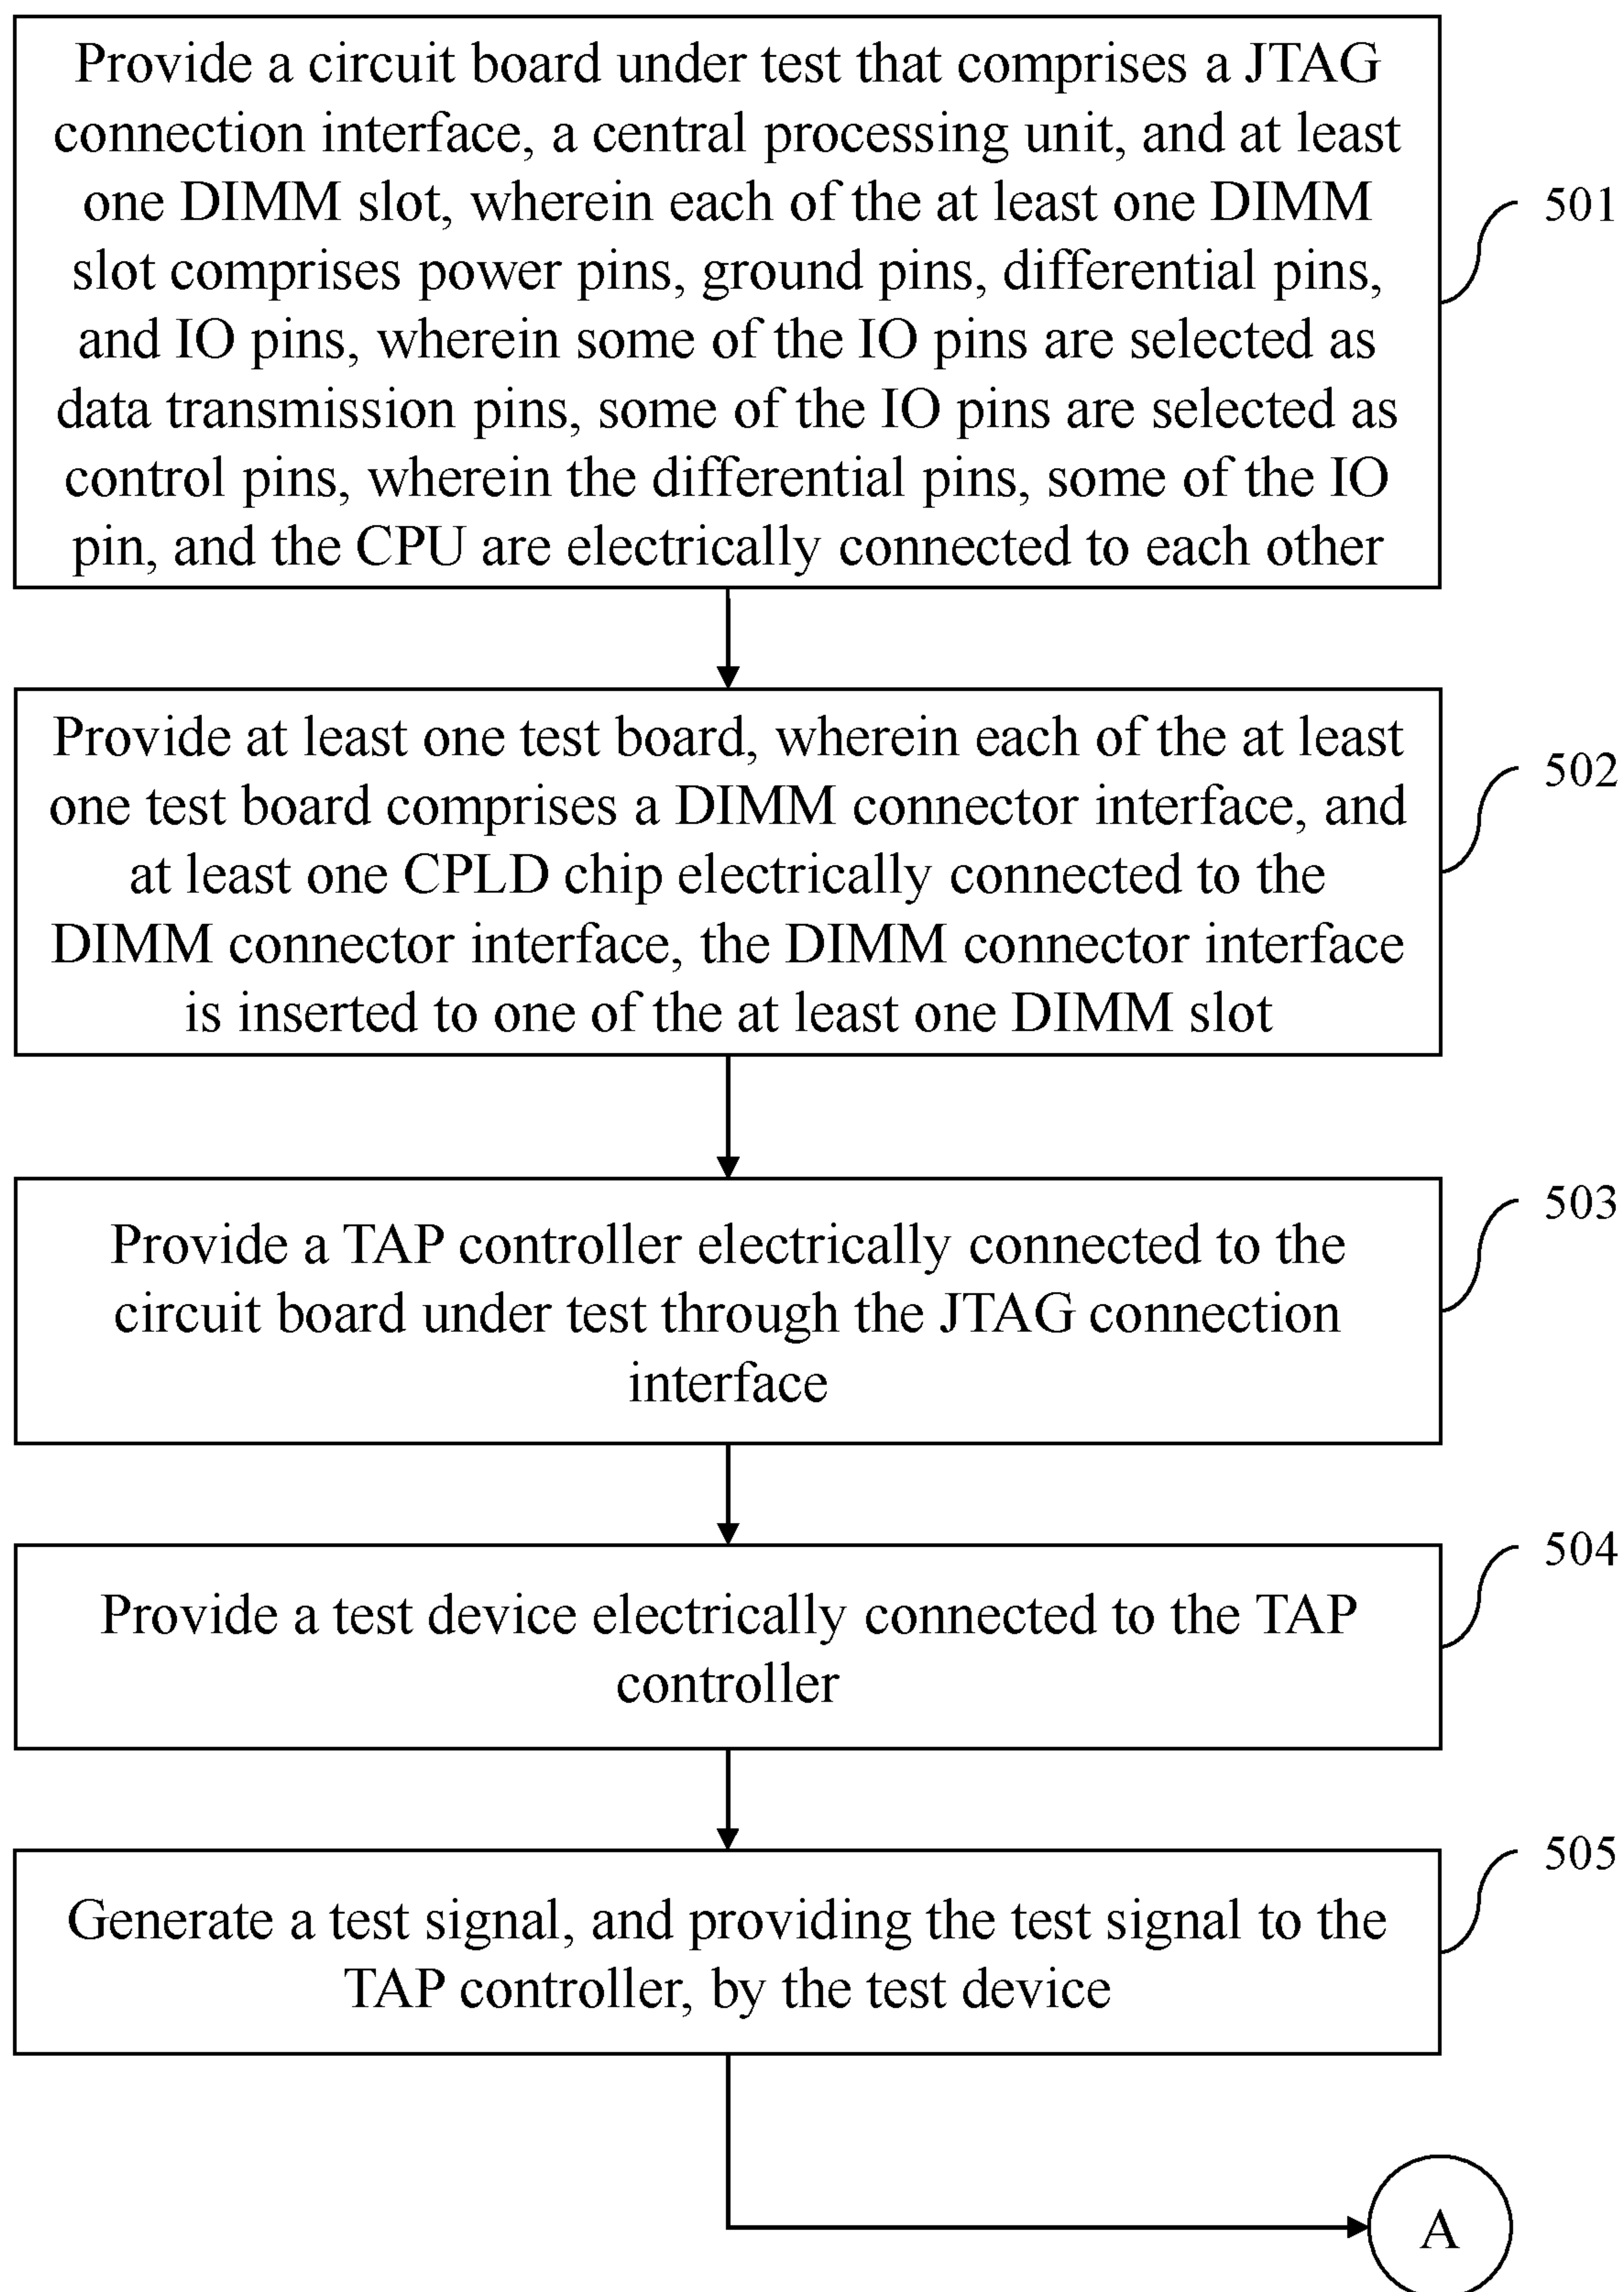 Provide a circuit board under test that comprises a JTAG
connection interface, a central processing unit, and at least
one DIMM slot, wherein each of the at least one DIMM
slot comprises power pins, ground pins, differential pins,
and IO pins, wherein some of the IO pins are selected as
data transmission pins, some of the IO pins are selected as
control pins, wherein the differential pins, some of the IO
pin, and the CPU are electrically connected to each other
501
Provide at least one test board, wherein each of the at least
one test board comprises a DIMM connector interface, and
at least one CPLD chip electrically connected to the
DIMM connector interface, the DIMM connector interface
is inserted to one of the at least one DIMM slot
502
Provide a TAP controller electrically connected to the
circuit board under test through the JTAG connection
interface
503
Provide a test device electrically connected to the TAP
controller
504
Generate a test signal, and providing the test signal to the
TAP controller, by the test device
505
A